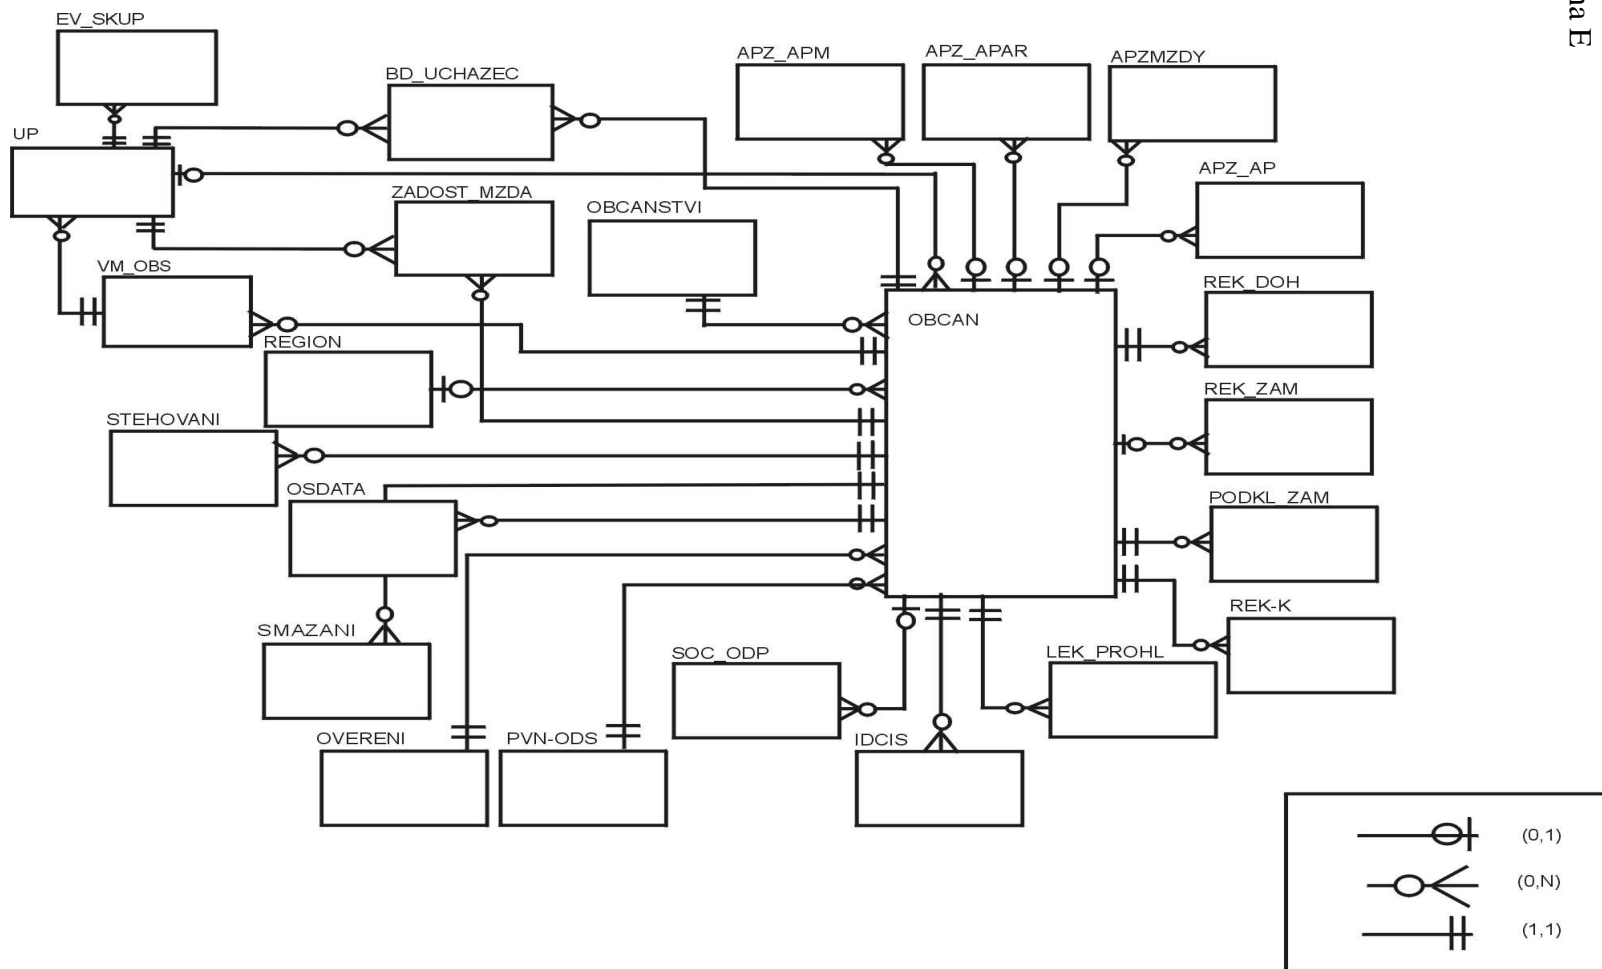 na E
EV_SKUP
BD_UCHAZEC
APZ_APM
APZ_APAR
APZMZDY
UP
ZADOST_MZDA
OBCANSTVI
APZ_AP
VM_OBS
REK_DOH
OBCAN
REGION
REK_ZAM
STEHOVANI
OSDATA
PODKL_ZAM
SMAZANI
REK-K
SOC_ODP
LEK_PROHL
OVERENI
PVN-ODS
IDCIS
(0,1)
(0,N)
(1,1)